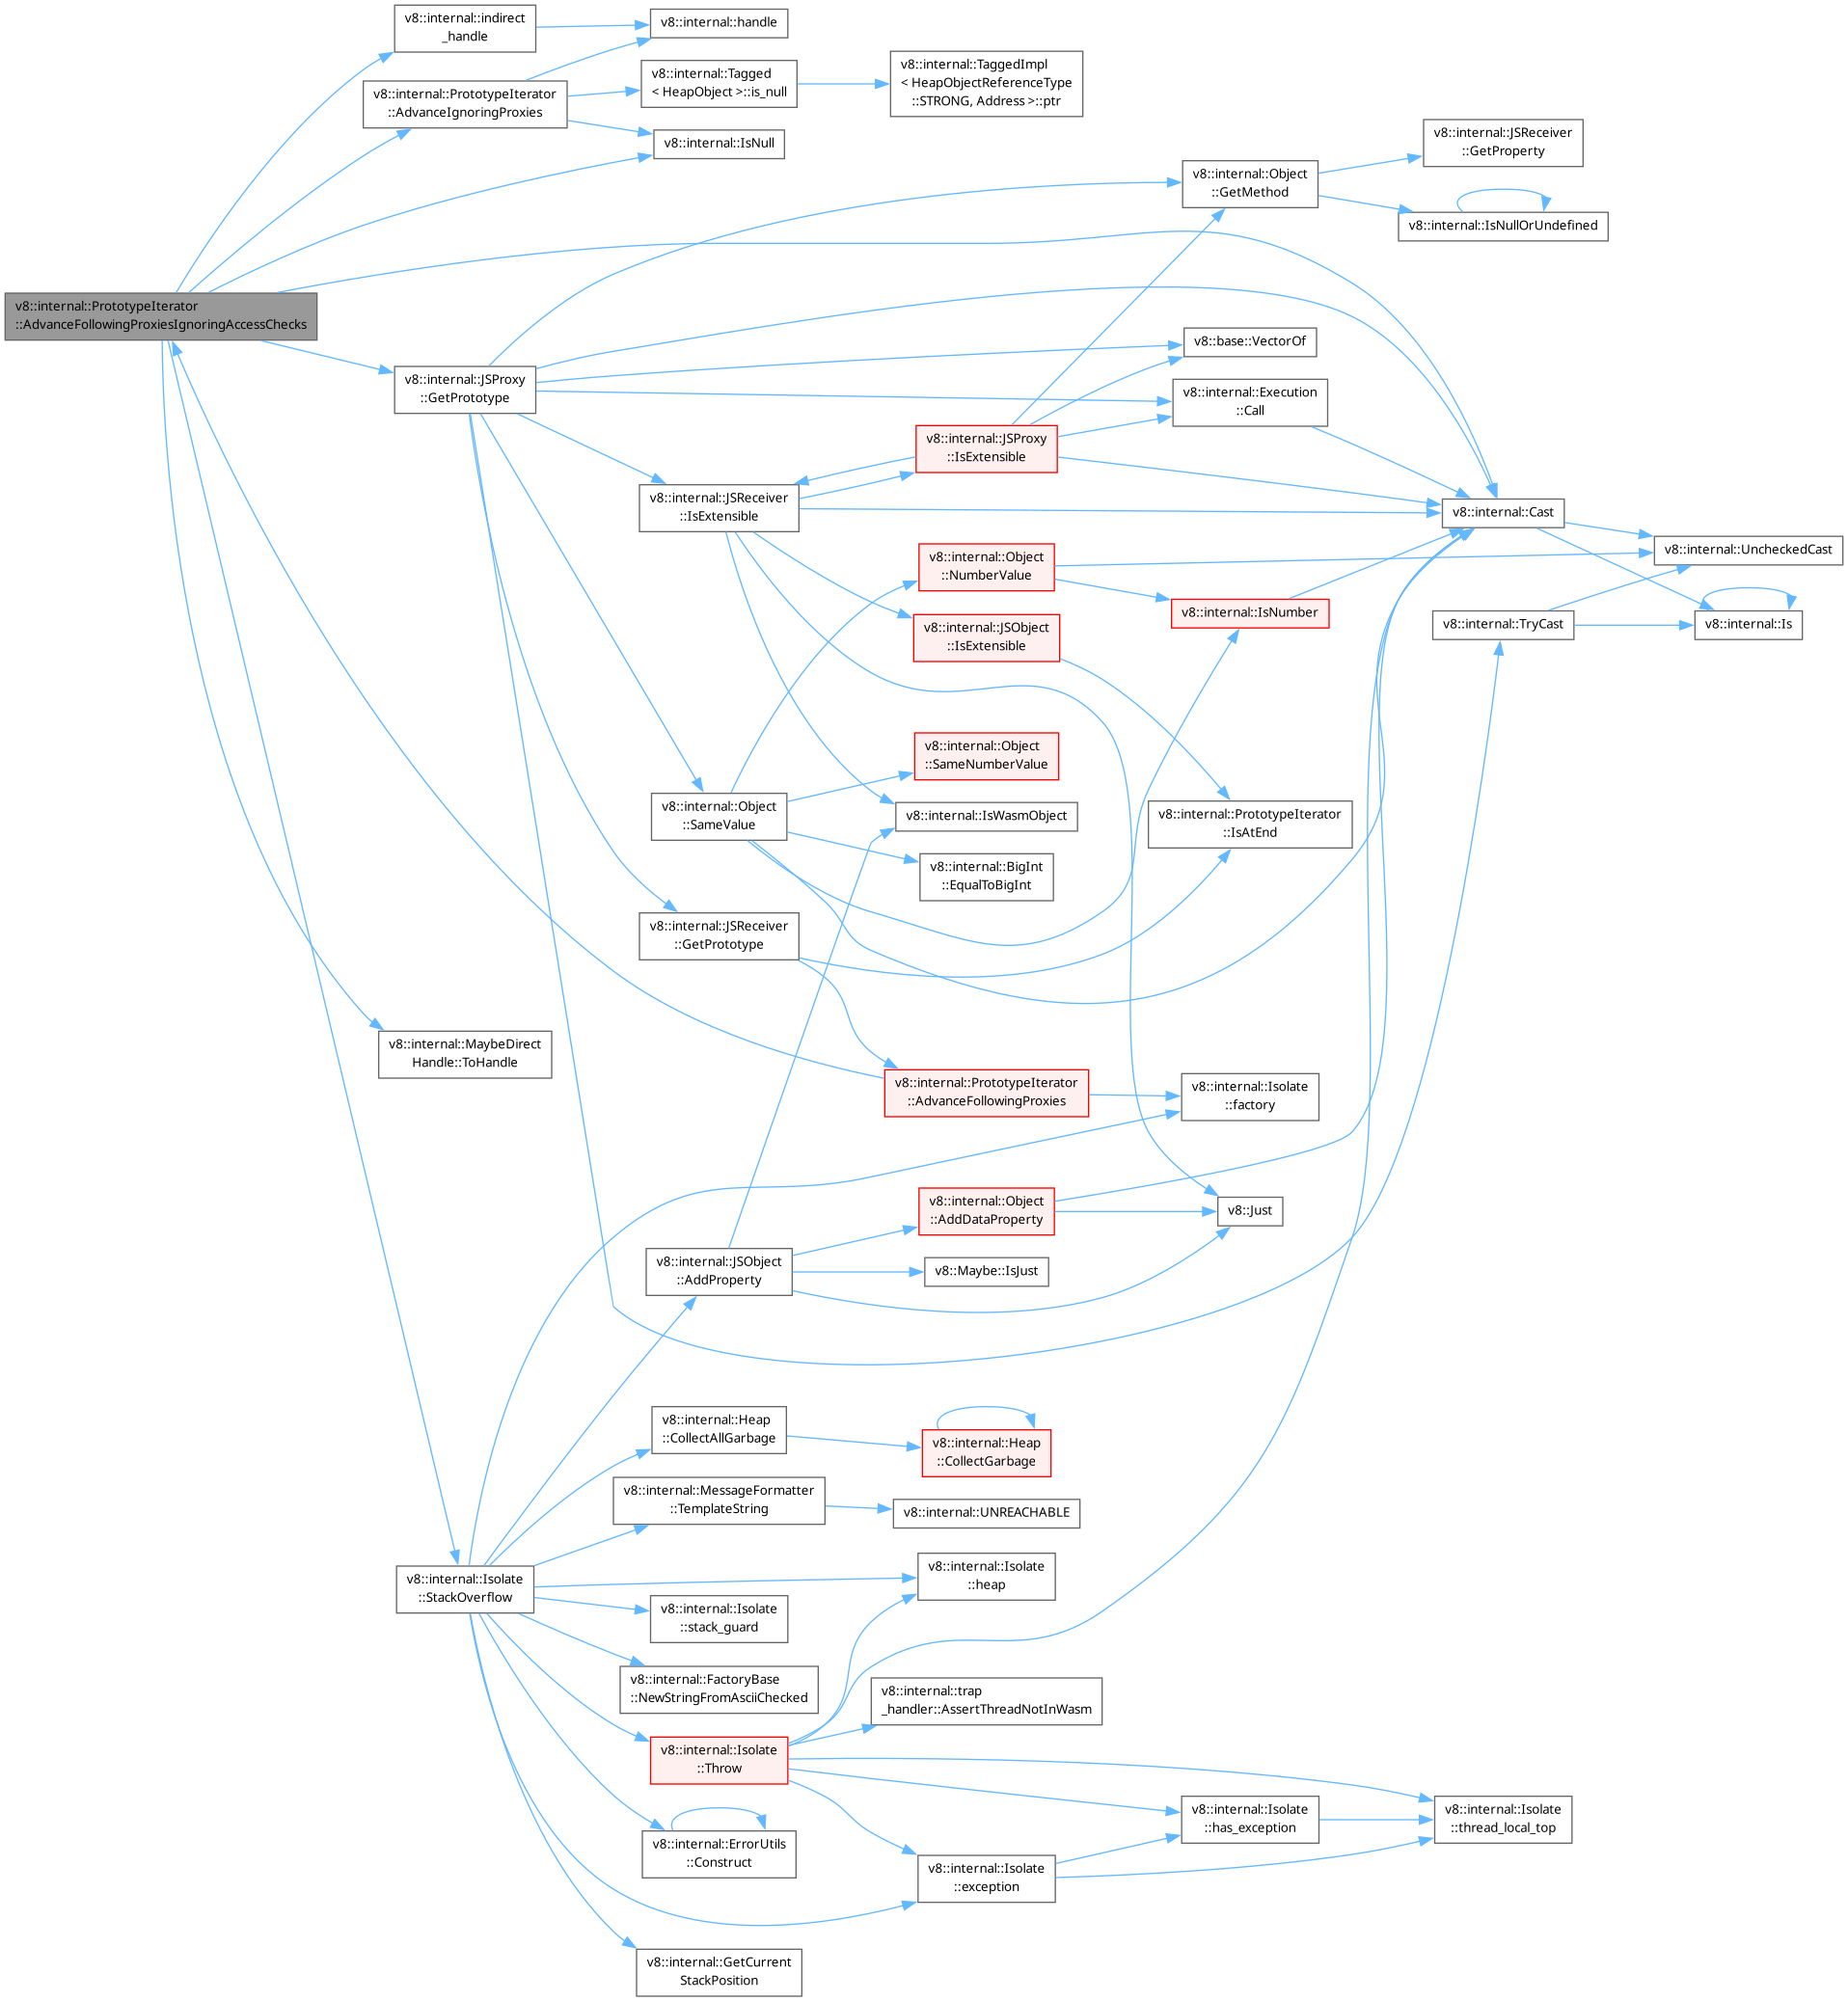 v8::internal::indirect
_handle
v8::internal::handle
v8::internal::PrototypeIterator
::AdvanceIgnoringProxies
v8::internal::Tagged
< HeapObject >::is_null
v8::internal::TaggedImpl
< HeapObjectReferenceType
::STRONG, Address >::ptr
v8::internal::IsNull
v8::internal::JSReceiver
::GetProperty
v8::internal::Object
::GetMethod
v8::internal::IsNullOrUndefined
v8::internal::PrototypeIterator
::AdvanceFollowingProxiesIgnoringAccessChecks
v8::base::VectorOf
v8::internal::JSProxy
::GetPrototype
v8::internal::Execution
::Call
v8::internal::JSProxy
::IsExtensible
v8::internal::JSReceiver
::IsExtensible
v8::internal::Cast
v8::internal::UncheckedCast
v8::internal::Object
::NumberValue
v8::internal::IsNumber
v8::internal::TryCast
v8::internal::Is
v8::internal::JSObject
::IsExtensible
v8::internal::Object
::SameNumberValue
v8::internal::Object
::SameValue
v8::internal::IsWasmObject
v8::internal::PrototypeIterator
::IsAtEnd
v8::internal::BigInt
::EqualToBigInt
v8::internal::JSReceiver
::GetPrototype
v8::internal::MaybeDirect
Handle::ToHandle
v8::internal::PrototypeIterator
::AdvanceFollowingProxies
v8::internal::Isolate
::factory
v8::internal::Object
::AddDataProperty
v8::Just
v8::internal::JSObject
::AddProperty
v8::Maybe::IsJust
v8::internal::Heap
::CollectAllGarbage
v8::internal::Heap
::CollectGarbage
v8::internal::MessageFormatter
::TemplateString
v8::internal::UNREACHABLE
v8::internal::Isolate
::StackOverflow
v8::internal::Isolate
::heap
v8::internal::Isolate
::stack_guard
v8::internal::FactoryBase
::NewStringFromAsciiChecked
v8::internal::trap
_handler::AssertThreadNotInWasm
v8::internal::Isolate
::Throw
v8::internal::Isolate
::has_exception
v8::internal::Isolate
::thread_local_top
v8::internal::ErrorUtils
::Construct
v8::internal::Isolate
::exception
v8::internal::GetCurrent
StackPosition